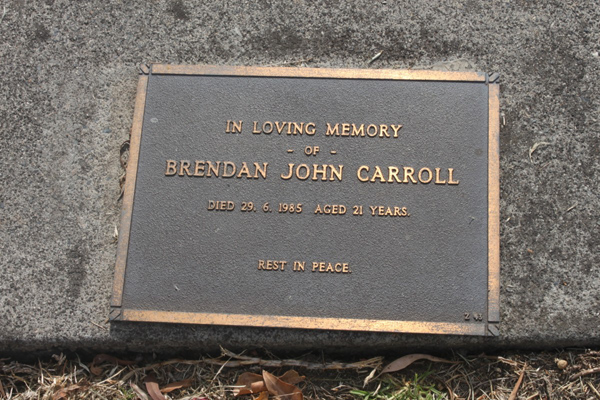 IN LOVING MEMORY
- OF -
BRENDAN JOHN CARROLL
DIED 29. 6. 1985 AGED 21 YEARS.
REST IN PEACE.